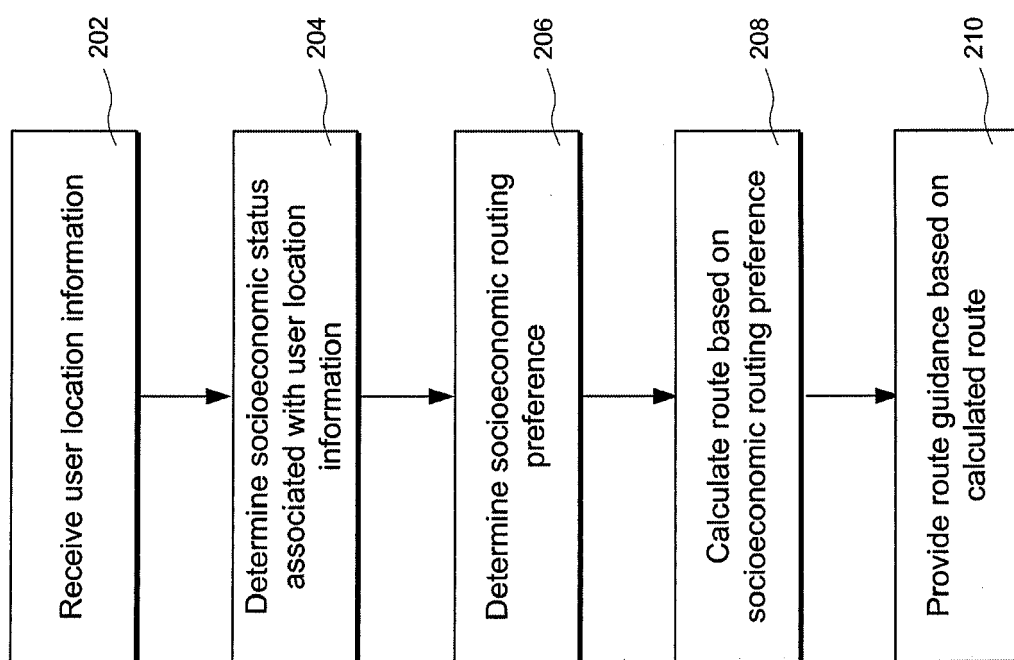 202
Receive user location information
204
Determine socioeconomic status
associated with user location
information
206
Determine socioeconomic routing
preference
208
Calculate route based on
socioeconomic routing preference
210
Provide route guidance based on
calculated route